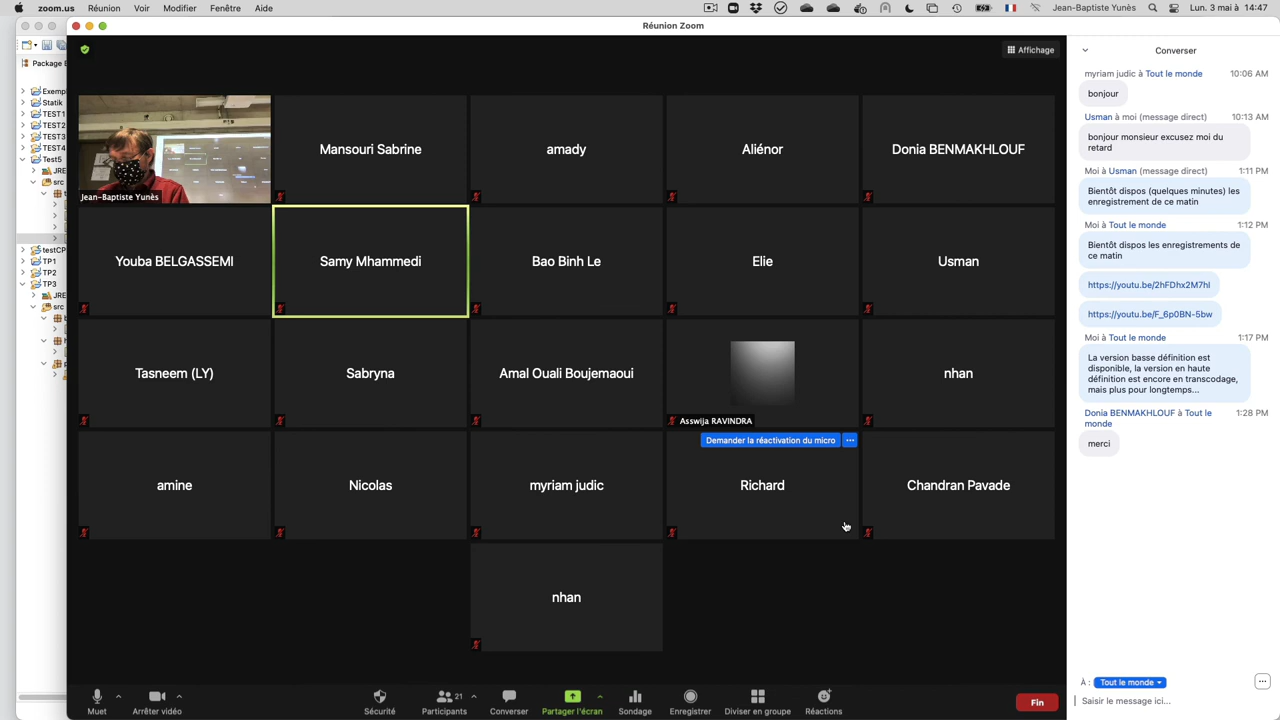 zoom.us Réunion Voir Modifier Fenêtre Aide
Jean-Baptiste Yunès
Lun. 3 mai à 14:47
Réunion Zoom
Package E
Exemp
Statik
TEST1
TEST2
TEST3
TEST4
Test5
JRE
src
testCP
TP1
TP2
TP3
JRE
src
Affichage
Jean-Baptiste Yunès
Mansouri Sabrine
amady
Aliénor
Donia BENMAKHLOUF
Youba BELGASSEMI
Samy Mhammedi
Bao Binh Le
Elie
Usman
Tasneem (LY)
Sabryna
Amal Ouali Boujemaoui
Asswija RAVINDRA
nhan
Demander la réactivation du micro
...
amine
Nicolas
myriam judic
Richard
Chandran Pavade
nhan
Muet
Arrêter vidéo
Sécurité
Participants
21
Converser
Partager l'écran
Sondage
Enregistrer
Diviser en groupe
Réactions
Fin
Converser
myriam judic à Tout le monde 10:06 AM
bonjour
Usman à moi (message direct) 10:13 AM
bonjour monsieur excusez moi du
retard
Moi à Usman (message direct) 1:11 PM
Bientôt dispos (quelques minutes) les
enregistrement de ce matin
Moi à Tout le monde 1:12 PM
Bientôt dispos les enregistrements de
ce matin
https://youtu.be/2hFDhx2M7hI
https://youtu.be/F_6p0BN-5bw
Moi à Tout le monde 1:17 PM
La version basse définition est
disponible, la version en haute
définition est encore en transcodage,
mais plus pour longtemps...
Donia BENMAKHLOUF à Tout le 1:28 PM
monde
merci
À : Tout le monde
...
Saisir le message ici...